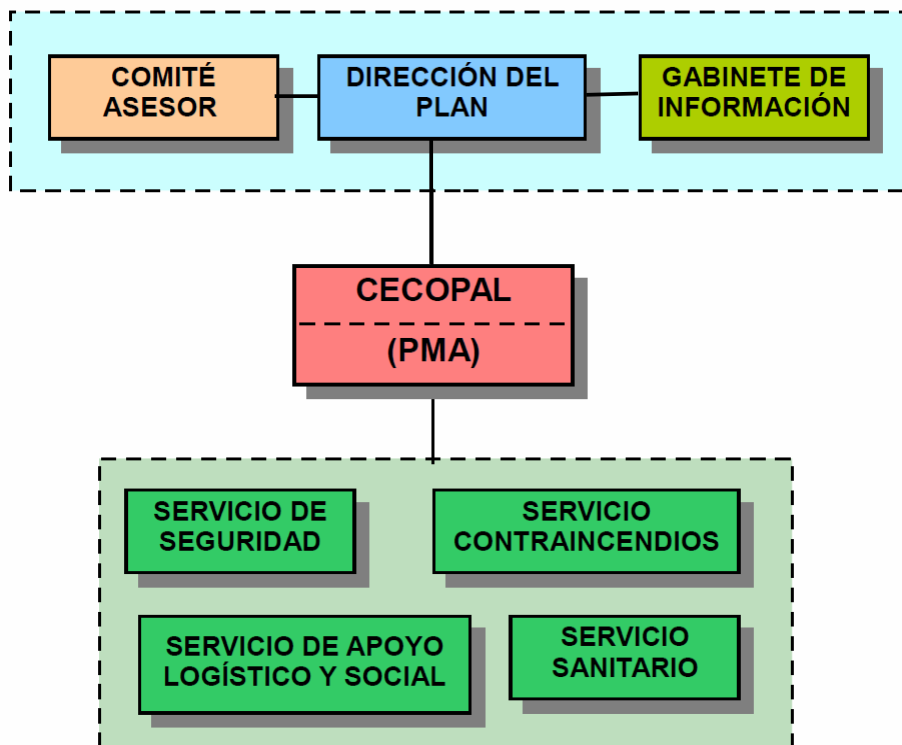 COMITÉ
ASESOR
DIRECCIÓN DEL
PLAN
GABINETE DE
INFORMACIÓN
CECOPAL
(PMA)
SERVICIO DE
SEGURIDAD
SERVICIO
CONTRAINCENDIOS
SERVICIO DE APOYO
LOGÍSTICO Y SOCIAL
SERVICIO
SANITARIO